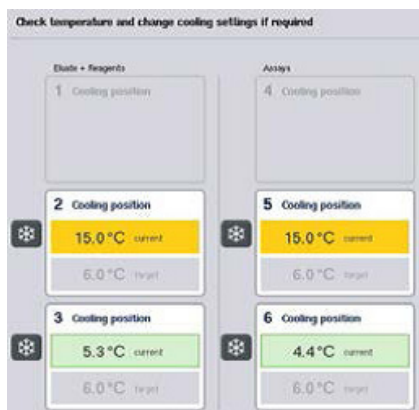 Check temperature and change cooling settings if required
Eluate + Reagents
Assays
1 Cooling position
4 Cooling position
2 Cooling position
5 Cooling position
15.0 °C current
15.0 °C current
6.0 °C target
6.0 °C target
3 Cooling position
6 Cooling position
5.3 °C current
4.4 °C current
6.0 °C target
6.0 °C target